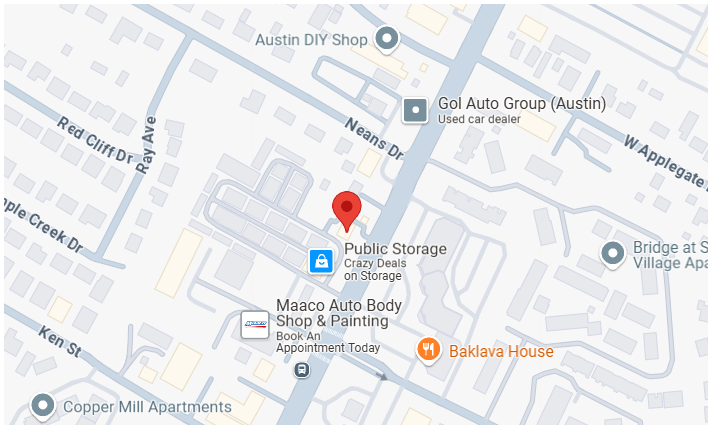 Austin DIY Shop
Gol Auto Group (Austin)
Used car dealer
Neans Dr
Red Cliff Dr
Ray Ave
W Applegate
ple Creek Dr
Public Storage
Crazy Deals
on Storage
Bridge at S
Village Apa
Maaco Auto Body
Shop & Painting
Book An
Appointment Today
MAACO
Ken St
Baklava House
Copper Mill Apartments